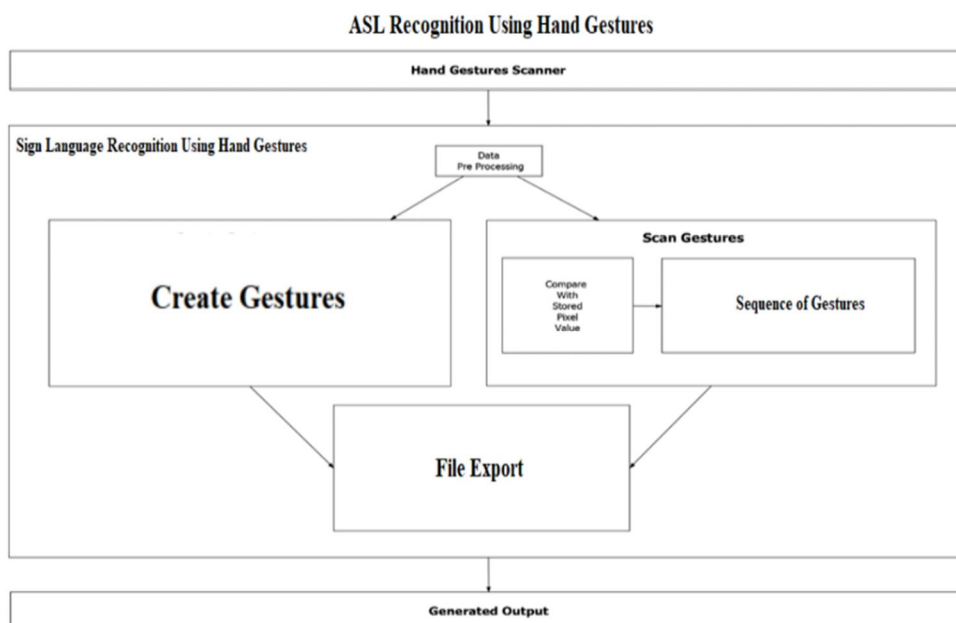 ASL Recognition Using Hand Gestures
Hand Gestures Scanner
Sign Language Recognition Using Hand Gestures
Data
Pre Processing
Create Gestures
Scan Gestures
Compare
With
Stored
Pixel
Value
Sequence of Gestures
File Export
Generated Output